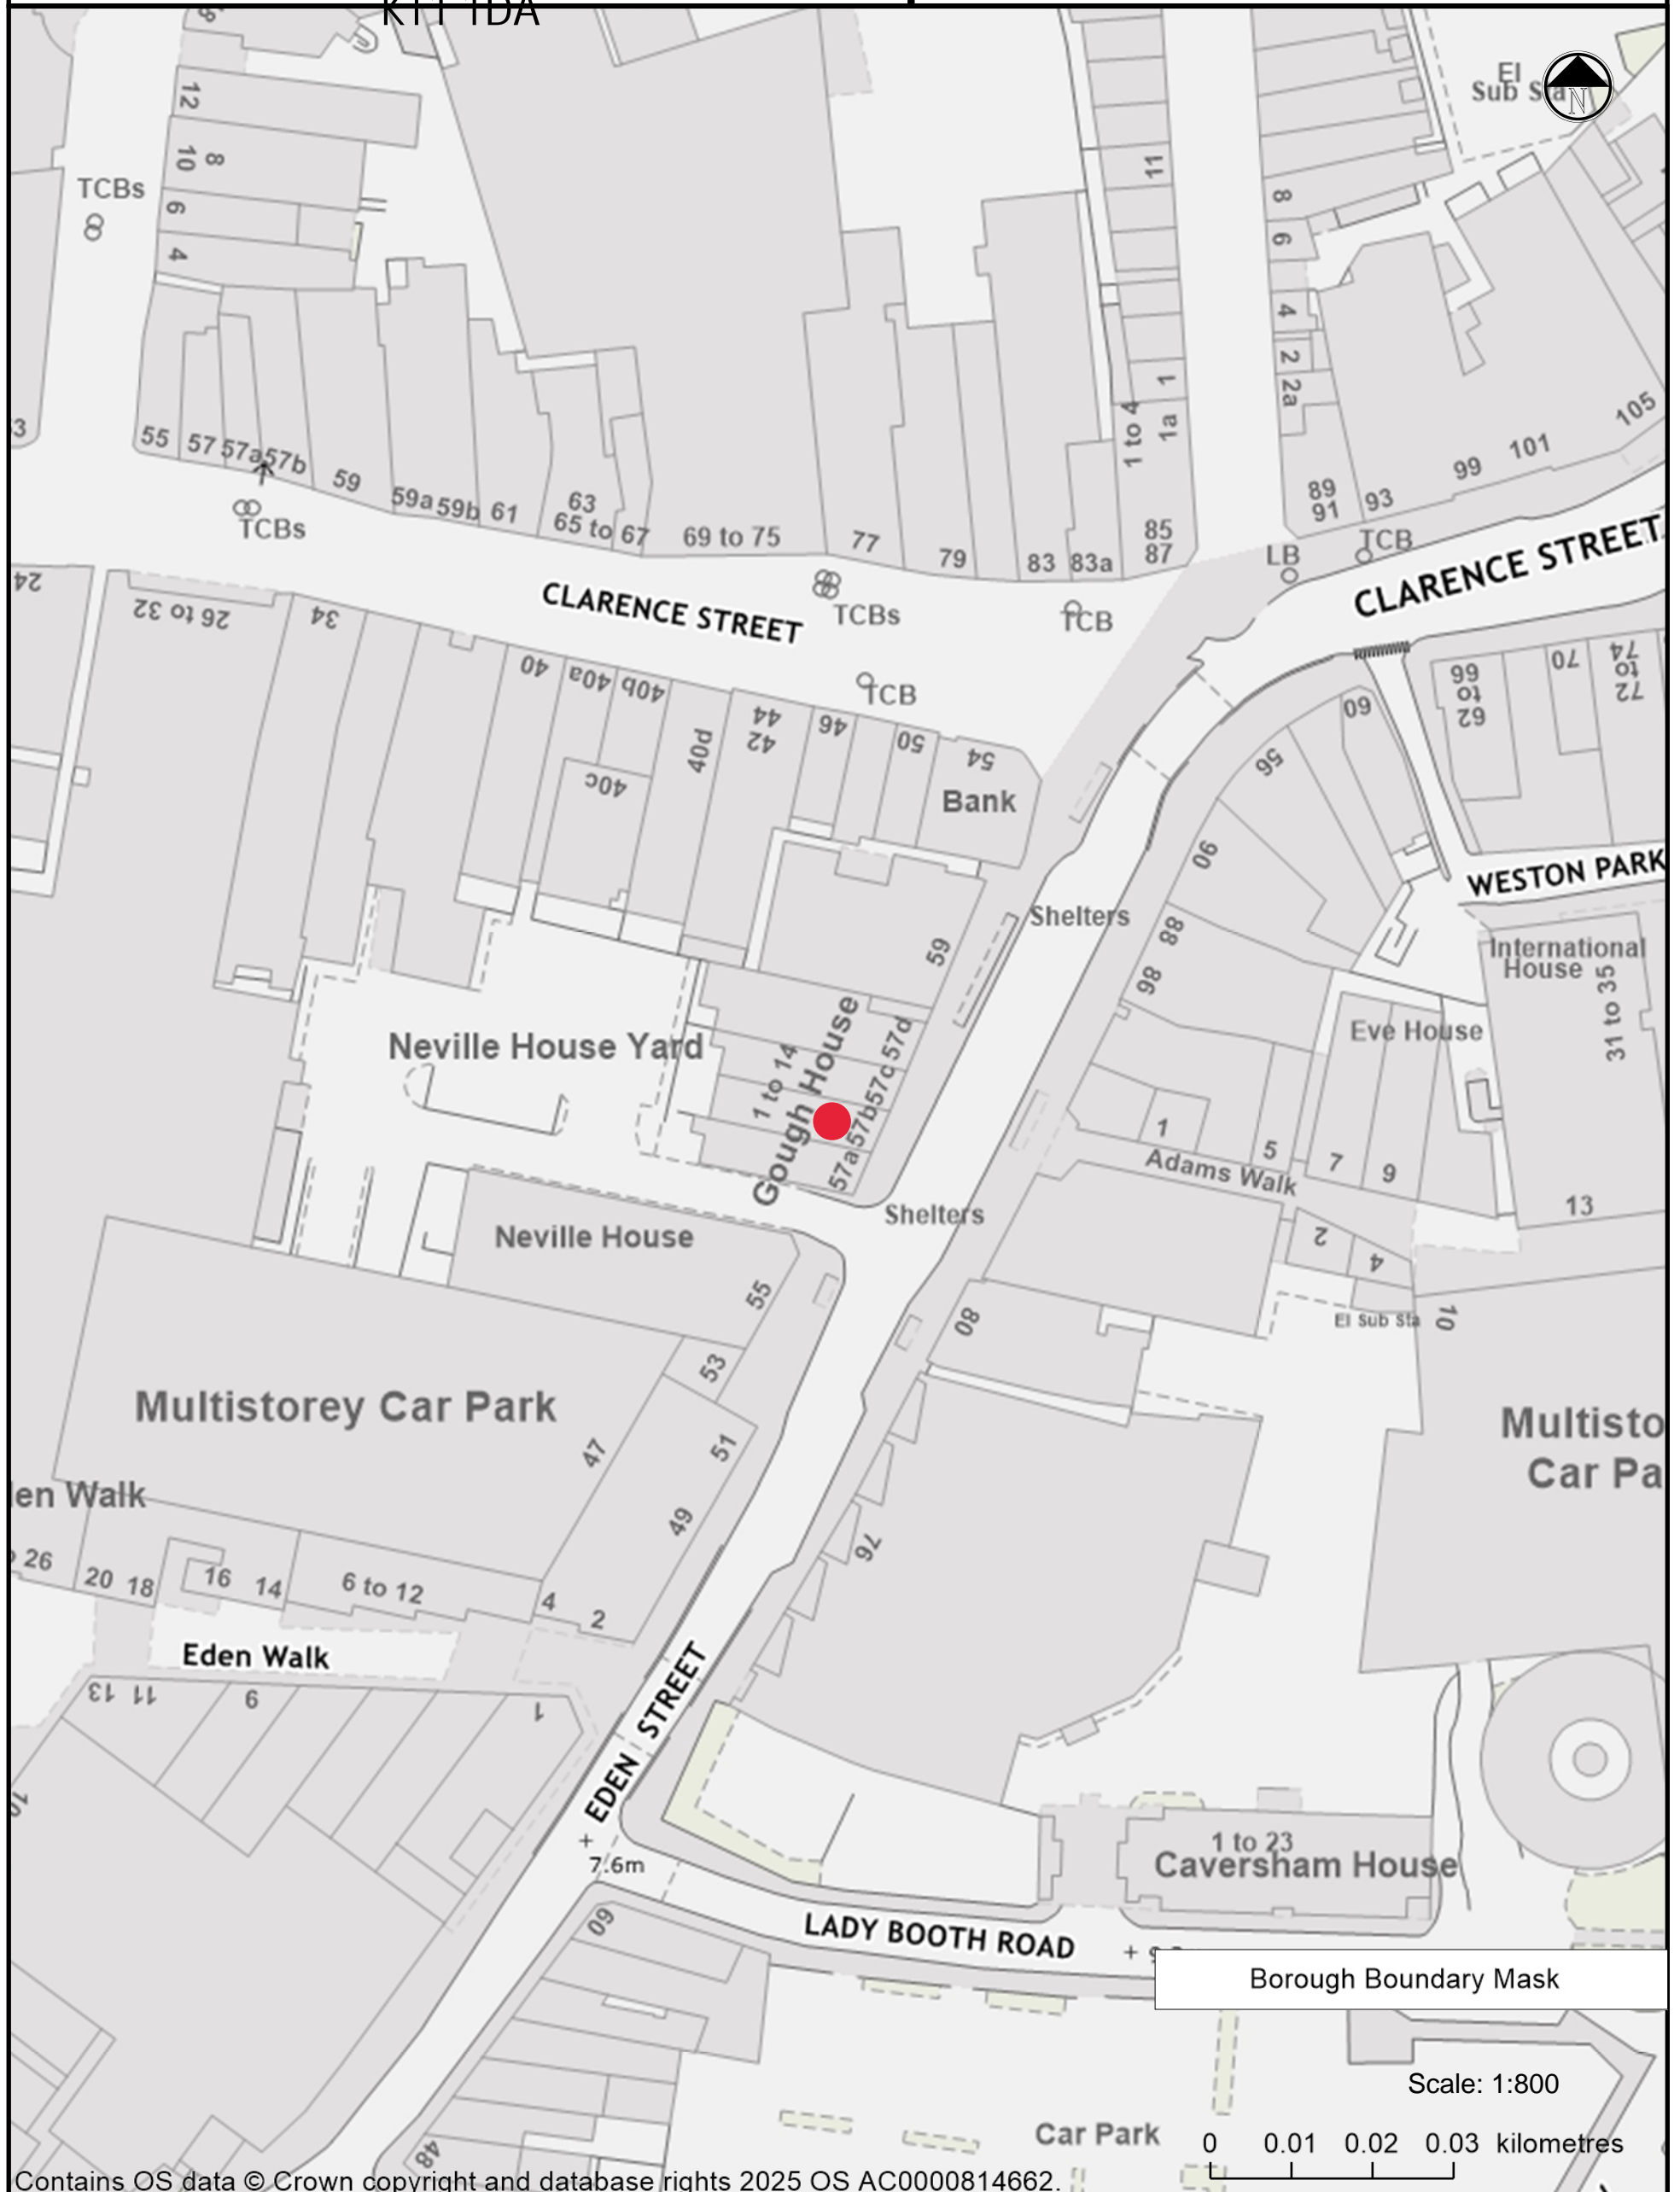 KT1 1DA
12
10
8
6
4
TCBs
El
Sub Sta
N
11
8
6
4
2
2a
1
1a
1 to 4
105
101
99
93
89
91
85
87
55
57
57a
57b
59
59a
59b
61
63
65 to 67
69 to 75
77
79
83
83a
TCBs
LB
TCB
CLARENCE STREET
24
26 to 32
34
CLARENCE STREET
TCBs
TCB
TCB
40
40a
40b
40c
40d
44
42
46
50
54
Bank
60
56
66
to
62
70
74
to
72
WESTON PARK
90
88
86
Shelters
59
International
House
31 to 35
Eve House
Neville House Yard
Gough House
1 to 14
57d
57c
57b
57a
1
5
7
9
13
Adams Walk
Shelters
2
4
El Sub Sta
10
Neville House
55
53
80
Multistorey Car Park
47
51
49
76
Multisto
Car Pa
den Walk
26
20
18
16
14
6 to 12
4
2
Eden Walk
13
11
9
1
EDEN STREET
7.6m
1 to 23
Caversham House
LADY BOOTH ROAD
60
48
Borough Boundary Mask
Scale: 1:800
Car Park
0 0.01 0.02 0.03 kilometres
Contains OS data © Crown copyright and database rights 2025 OS AC0000814662.